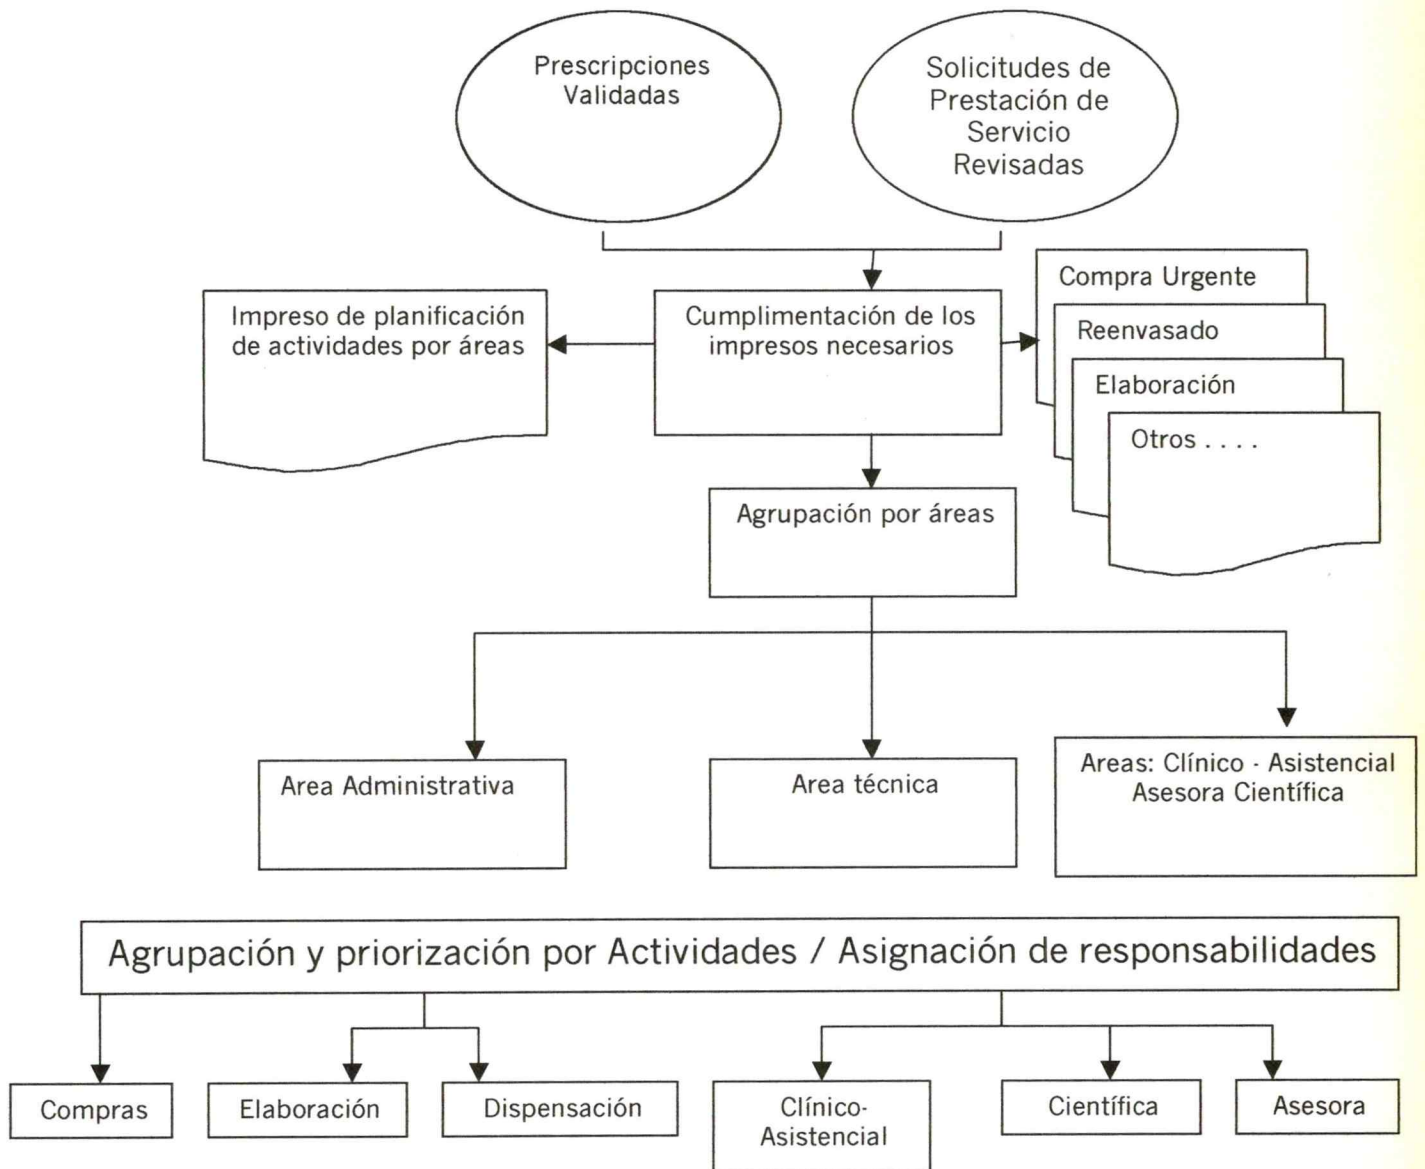 Prescripciones
Validadas
Solicitudes de
Prestación de
Servicio
Revisadas
Impreso de planificación
de actividades por áreas
Cumplimentación de los
impresos necesarios
Compra Urgente
Reenvasado
Elaboración
Otros . . . .
Agrupación por áreas
Area Administrativa
Area técnica
Areas: Clínico - Asistencial
Asesora Científica
Agrupación y priorización por Actividades / Asignación de responsabilidades
Compras
Elaboración
Dispensación
Clínico-
Asistencial
Científica
Asesora